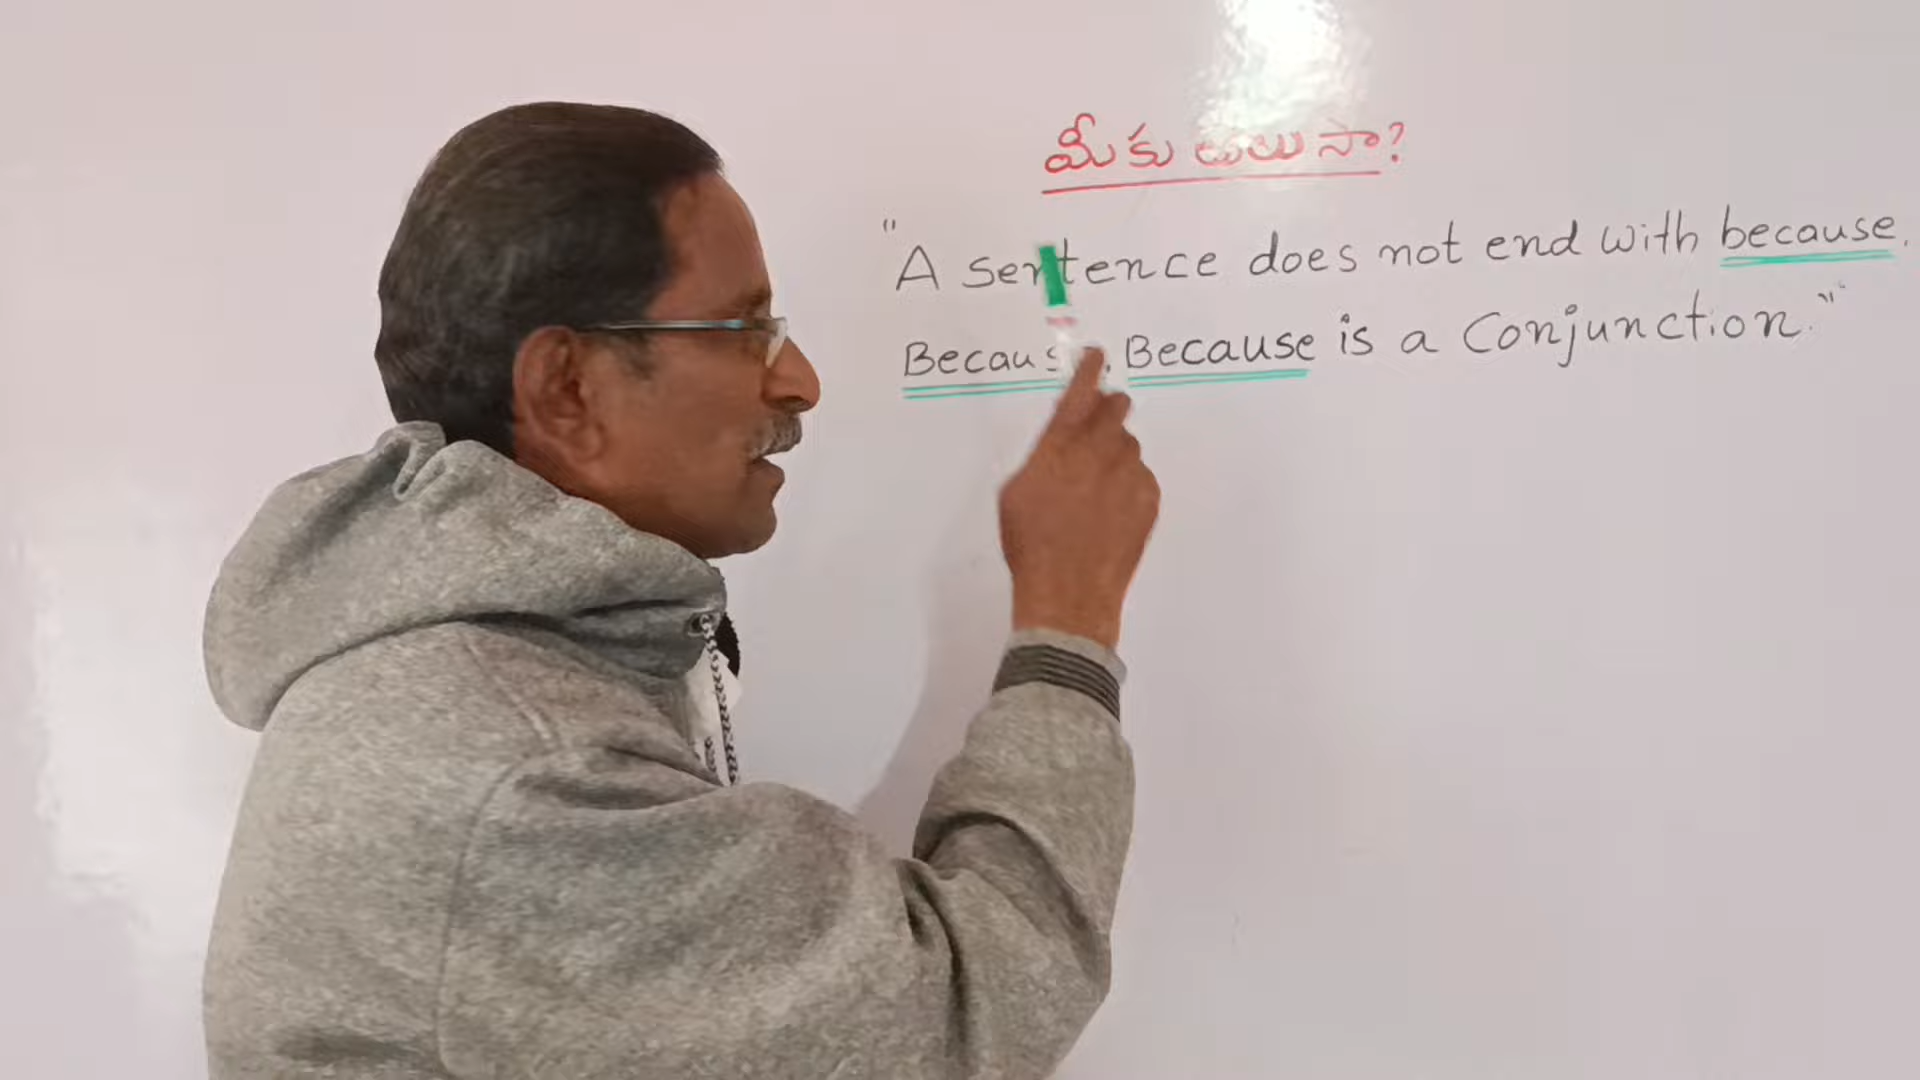 మీకు తెలుసా?
"A sentence does not end with because.
Because, Because is a Conjunction."